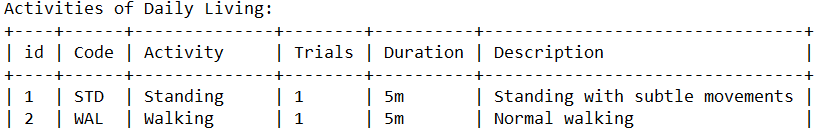 Activities of Daily Living:
+----+------+--------------+--------+----------+--------------------------------+
| id | Code | Activity     | Trials | Duration | Description                    |
+----+------+--------------+--------+----------+--------------------------------+
| 1  | STD  | Standing     | 1      | 5m       | Standing with subtle movements |
| 2  | WAL  | Walking      | 1      | 5m       | Normal walking                 |